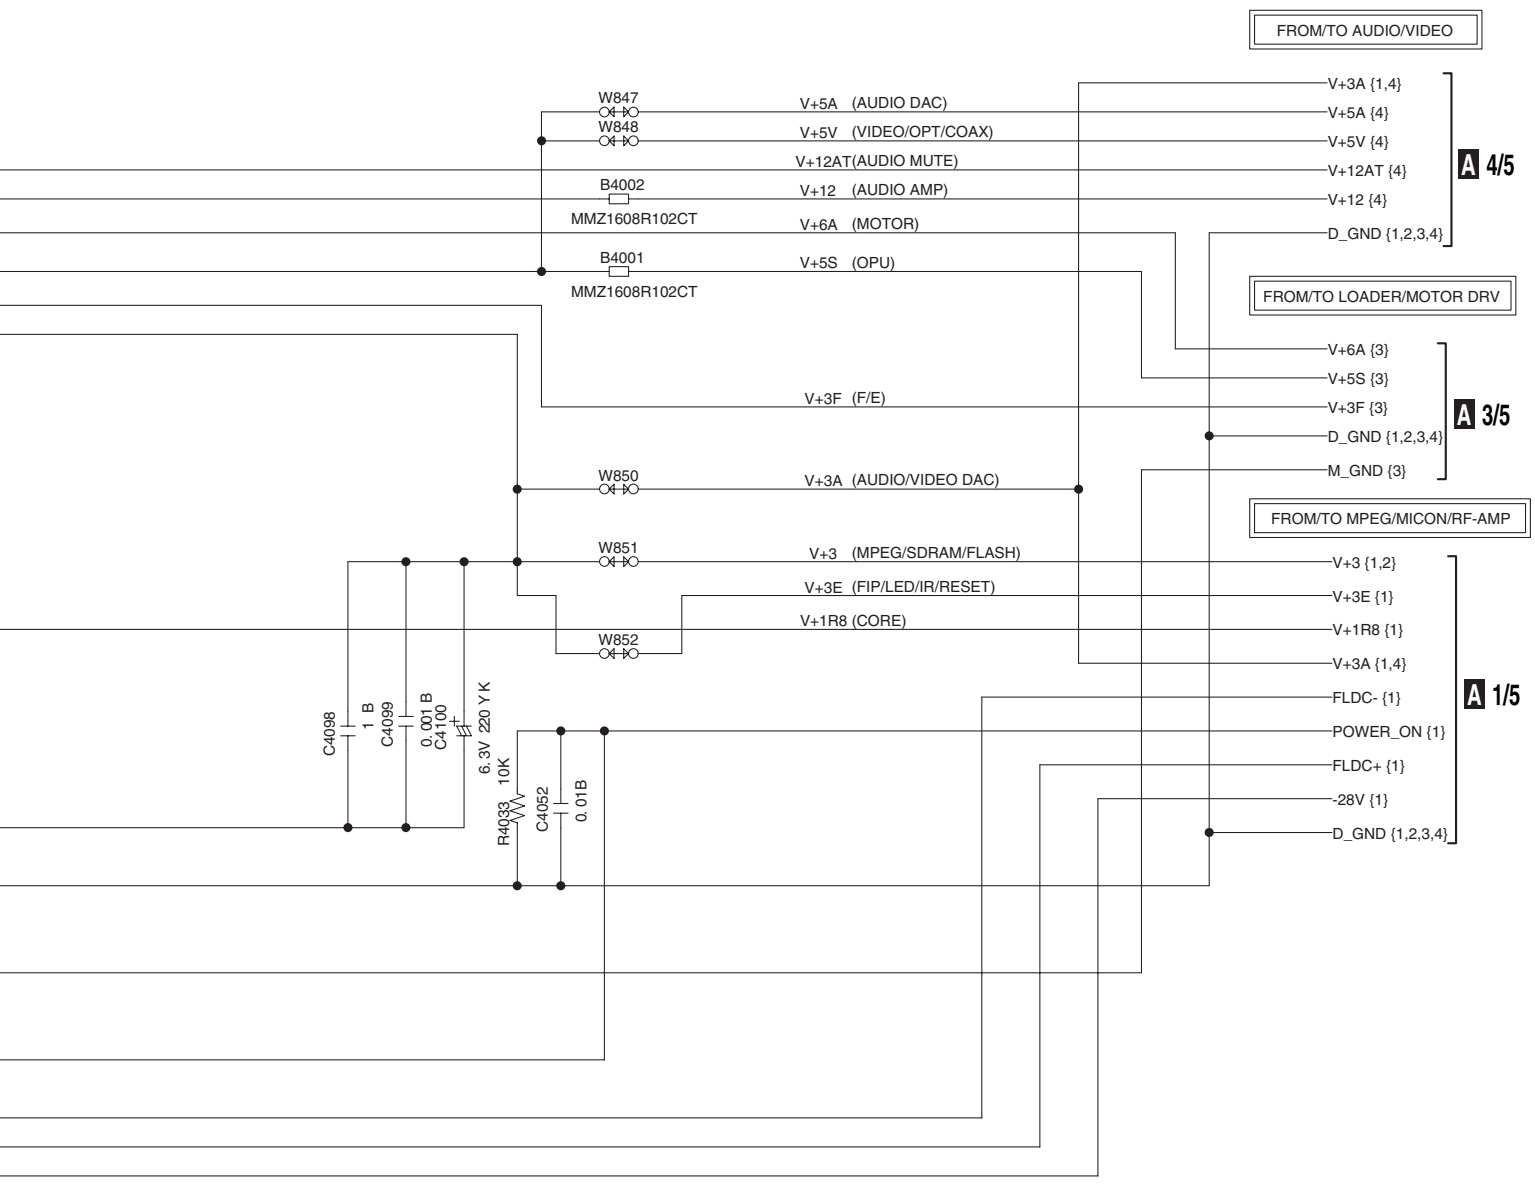 FROM/TO AUDIO/VIDEO
V+3A {1,4}
W847
V+5A (AUDIO DAC)
V+5A {4}
W848
V+5V (VIDEO/OPT/COAX)
V+5V {4}
V+12AT(AUDIO MUTE)
V+12AT {4}
A 4/5
B4002
V+12 (AUDIO AMP)
V+12 {4}
MMZ1608R102CT
V+6A (MOTOR)
D_GND {1,2,3,4}
B4001
V+5S (OPU)
MMZ1608R102CT
FROM/TO LOADER/MOTOR DRV
V+6A {3}
V+5S {3}
V+3F (F/E)
V+3F {3}
A 3/5
D_GND {1,2,3,4}
M_GND {3}
W850
V+3A (AUDIO/VIDEO DAC)
FROM/TO MPEG/MICON/RF-AMP
W851
V+3 (MPEG/SDRAM/FLASH)
V+3 {1,2}
V+3E (FIP/LED/IR/RESET)
V+3E {1}
V+1R8 (CORE)
V+1R8 {1}
W852
V+3A {1,4}
A 1/5
FLDC- {1}
C4098
1 B
C4099
0.001 B
C4100
+
6.3V 220 Y K
POWER_ON {1}
R4033 10K
C4052
0.01B
FLDC+ {1}
-28V {1}
D_GND {1,2,3,4}